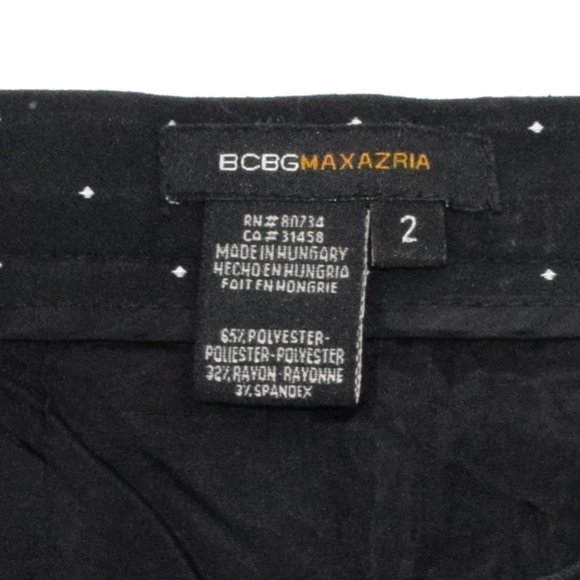 BCBGMAXAZRIA
RN# 80734
CA# 31458
MADE IN HUNGARY
HECHO EN HUNGRIA
FAIT EN HONGRIE
2
65% POLYESTER-
POLIESTER-POLYESTER
32% RAYON-RAYONNE
3% SPANDEX